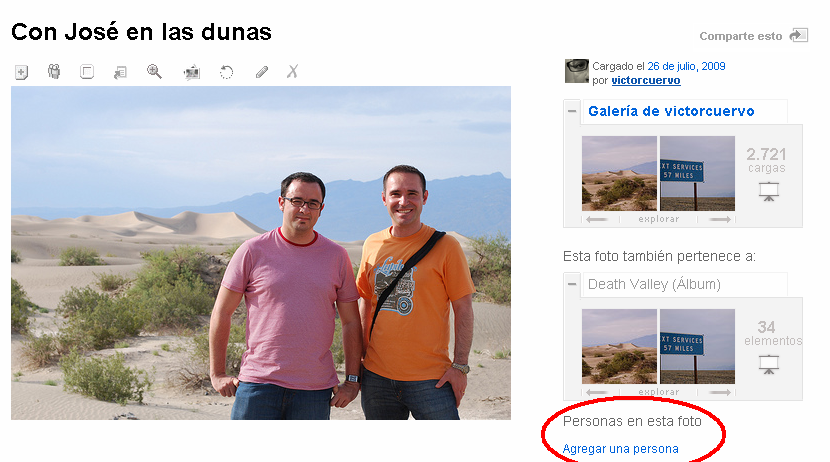 Con José en las dunas
Comparte esto
Cargado el 26 de julio, 2009
por victorcuervo
Galería de victorcuervo
EXT SERVICES
57 MILES
2.721
cargas
explorar
Esta foto también pertenece a:
Death Valley (Álbum)
EXT SERVICES
57 MILES
34
elementos
explorar
Personas en esta foto
Agregar una persona